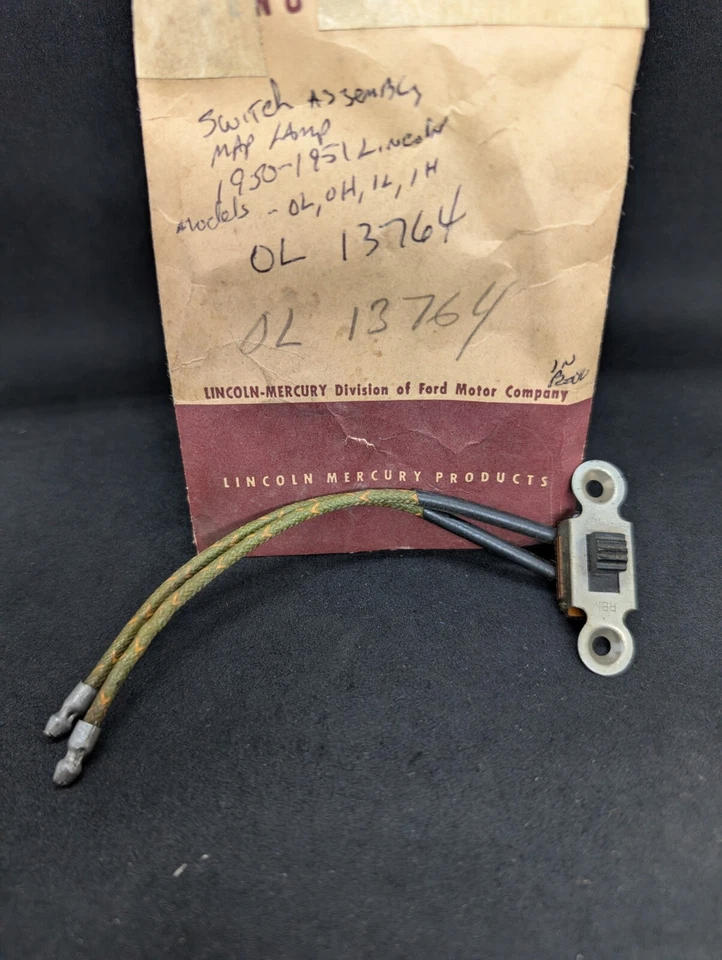 Switch Assembly
MAP Lamp
1950-1951 Lincoln
Models - OL, OH, 1L, 1H
OL 13764
OL 13764
IN
LINCOLN-MERCURY Division of Ford Motor Company
LINCOLN MERCURY PRODUCTS